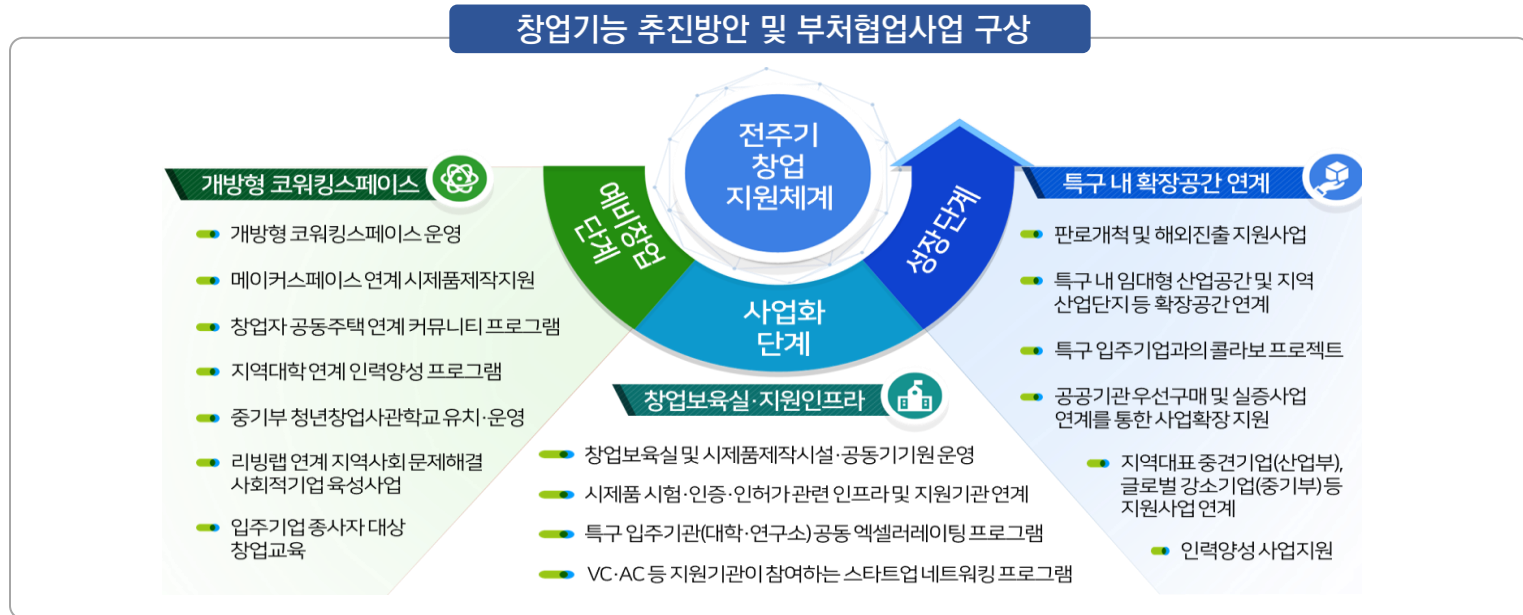 창업기능 추진방안 및 부처협업사업 구상
전주기
창업
지원체계
예비창업
단계
사업화
단계
성장 단계
개방형 코워킹스페이스
개방형 코워킹스페이스 운영
메이커스페이스 연계 시제품제작지원
창업자 공동주택 연계 커뮤니티 프로그램
지역대학 연계 인력양성 프로그램
중기부 청년창업사관학교 유치·운영
리빙랩 연계 지역사회 문제해결
사회적기업 육성사업
입주기업 종사자 대상
창업교육
창업보육실·지원인프라
창업보육실 및 시제품제작시설·공동기기원 운영
시제품 시험·인증·인허가 관련 인프라 및 지원기관 연계
특구 입주기관(대학·연구소) 공동 엑셀러레이팅 프로그램
VC·AC 등 지원기관이 참여하는 스타트업 네트워킹 프로그램
특구 내 확장공간 연계
판로개척 및 해외진출 지원사업
특구 내 임대형 산업공간 및 지역
산업단지 등 확장공간 연계
특구 입주기업과의 콜라보 프로젝트
공공기관 우선구매 및 실증사업
연계를 통한 사업확장 지원
지역대표 중견기업(산업부),
글로벌 강소기업(중기부) 등
지원사업 연계
인력양성 사업지원